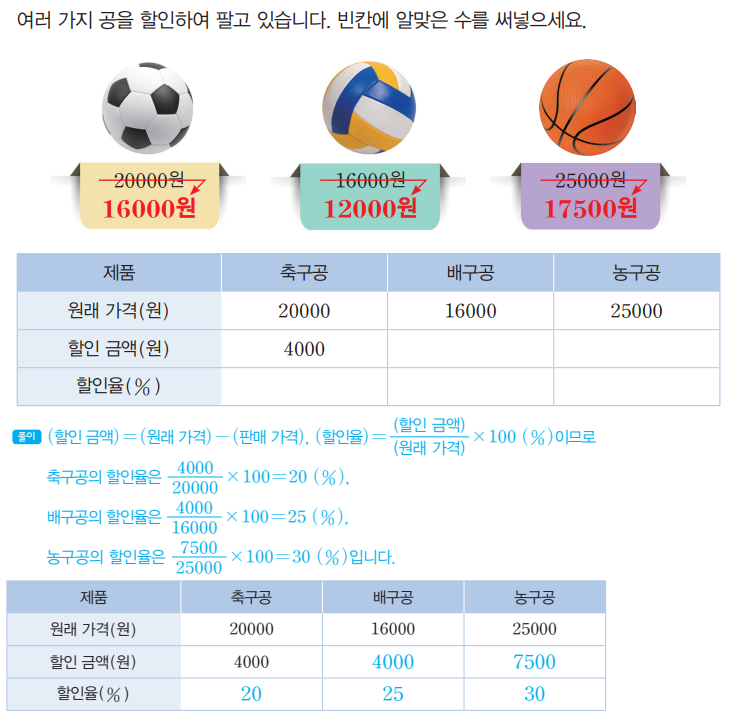 여러 가지 공을 할인하여 팔고 있습니다. 빈칸에 알맞은 수를 써넣으세요.
20000원 16000원 25000원
16000원 12000원 17500원
제품 축구공 배구공 농구공
원래 가격(원) 20000 16000 25000
할인 금액(원) 4000
할인율(%)
풀이 (할인 금액)=(원래 가격)-(판매 가격), (할인율)=(할인 금액)/(원래 가격)×100 (%)이므로
축구공의 할인율은 4000/20000×100=20 (%),
배구공의 할인율은 4000/16000×100=25 (%),
농구공의 할인율은 7500/25000×100=30 (%)입니다.
제품 축구공 배구공 농구공
원래 가격(원) 20000 16000 25000
할인 금액(원) 4000 4000 7500
할인율(%) 20 25 30